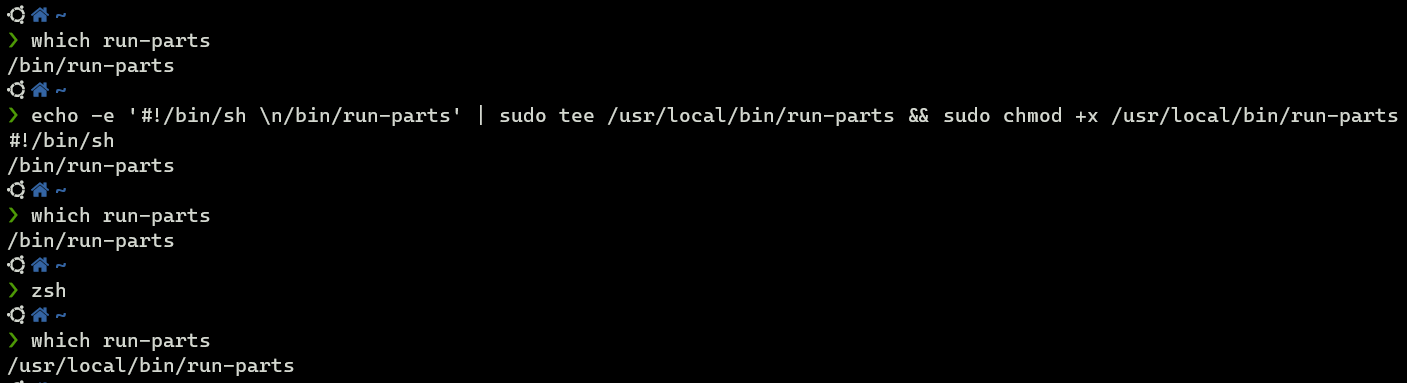 ~
❯ which run-parts
/bin/run-parts
~
❯ echo -e '#!/bin/sh \n/bin/run-parts' | sudo tee /usr/local/bin/run-parts && sudo chmod +x /usr/local/bin/run-parts
#!/bin/sh
/bin/run-parts
~
❯ which run-parts
/bin/run-parts
~
❯ zsh
~
❯ which run-parts
/usr/local/bin/run-parts